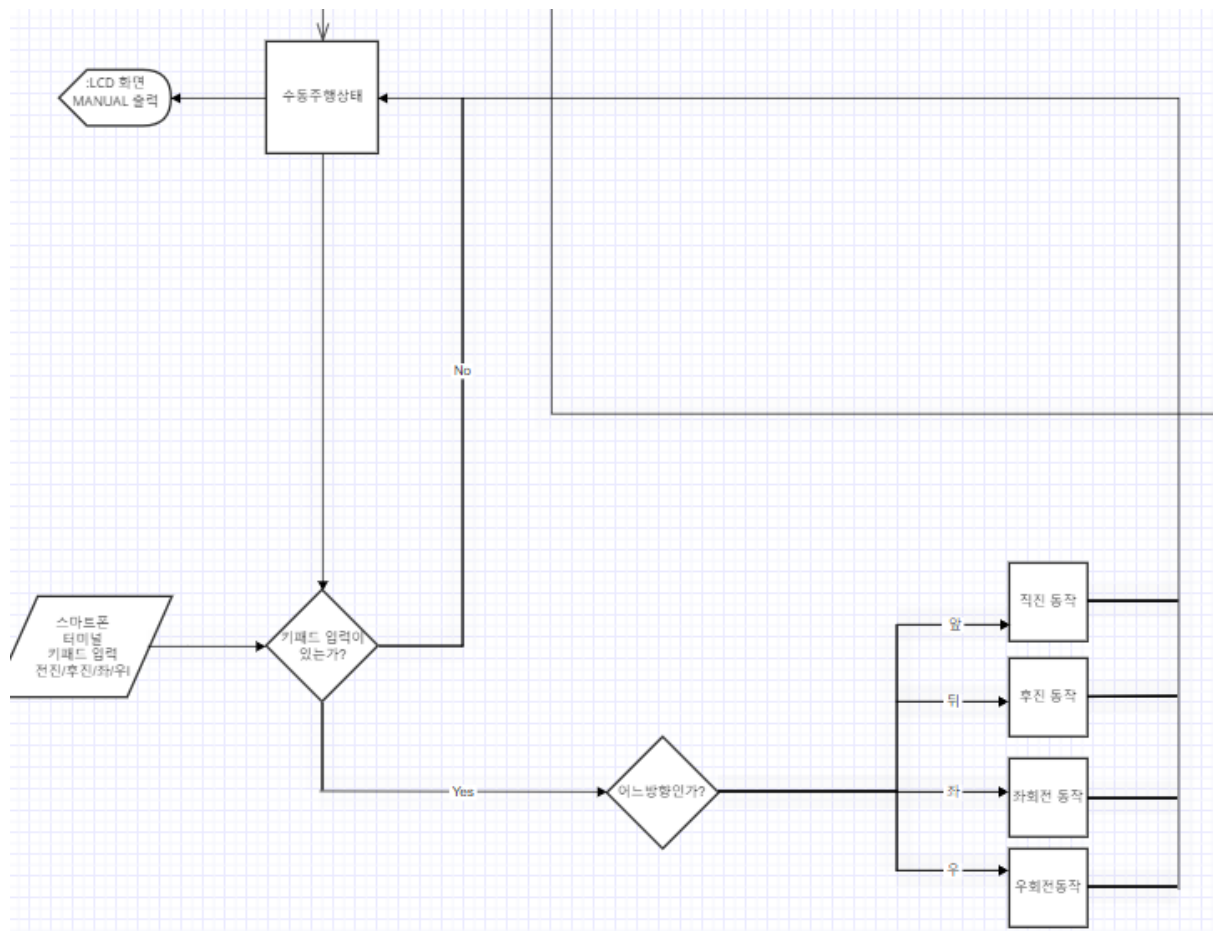 :LCD 화면
MANUAL 출력
수동주행상태
No
스마트폰
터미널
키패드 입력
전진/후진/좌/우l
키패드 입력이
있는가?
Yes
어느방향인가?
앞
뒤
좌
우
직진 동작
후진 동작
좌회전 동작
우회전동작